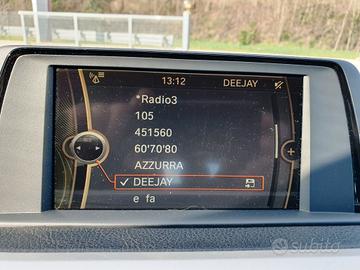 13:12 DEEJAY
*Radio3
105
451560
60'70'80
AZZURRA
✓ DEEJAY
e fa
subito